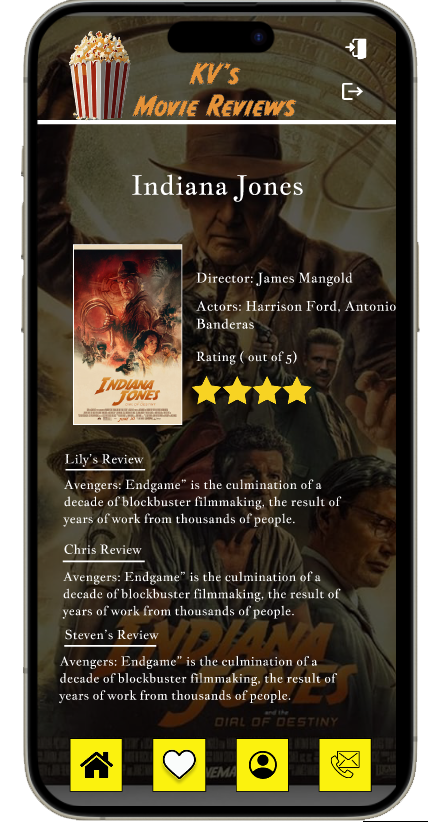 KV's
Movie Reviews
Indiana Jones
Director: James Mangold
Actors: Harrison Ford, Antonio
Banderas
Rating ( out of 5)
INDIANA
JONES
Lily's Review
Avengers: Endgame” is the culmination of a
decade of blockbuster filmmaking, the result of
years of work from thousands of people.
Chris Review
Avengers: Endgame” is the culmination of a
decade of blockbuster filmmaking, the result of
years of work from thousands of people.
Steven's Review
Avengers: Endgame” is the culmination of a
decade of blockbuster filmmaking, the result of
years of work from thousands of people.
INDIANA
JONES
and the
DIAL OF DESTINY